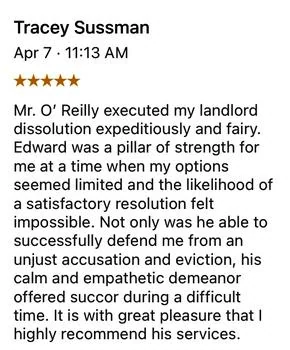 Tracey Sussman
Apr 7 · 11:13 AM
★★★★★
Mr. O’ Reilly executed my landlord
dissolution expeditiously and fairy.
Edward was a pillar of strength for
me at a time when my options
seemed limited and the likelihood of
a satisfactory resolution felt
impossible. Not only was he able to
successfully defend me from an
unjust accusation and eviction, his
calm and empathetic demeanor
offered succor during a difficult
time. It is with great pleasure that I
highly recommend his services.